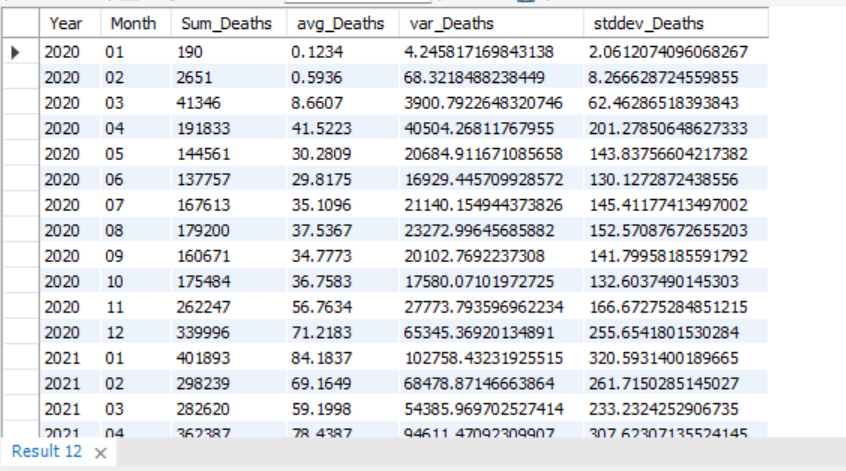 Year Month Sum_Deaths avg_Deaths var_Deaths stddev_Deaths
2020 01 190 0.1234 4.245817169843138 2.0612074096068267
2020 02 2651 0.5936 68.3218488238449 8.266628724559855
2020 03 41346 8.6607 3900.7922648320746 62.46286518393843
2020 04 191833 41.5223 40504.26811767955 201.27850648627333
2020 05 144561 30.2809 20684.911671085658 143.83756604217382
2020 06 137757 29.8175 16929.445709928572 130.1272872438556
2020 07 167613 35.1096 21140.154944373826 145.41177413497002
2020 08 179200 37.5367 23272.99645685882 152.57087672655203
2020 09 160671 34.7773 20102.7692237308 141.79958185591792
2020 10 175484 36.7583 17580.07101972725 132.6037490145303
2020 11 262247 56.7634 27773.793596962234 166.67275284851215
2020 12 339996 71.2183 65345.36920134891 255.6541801530284
2021 01 401893 84.1837 102758.43231925515 320.5931400189665
2021 02 298239 69.1649 68478.87146663864 261.7150285145027
2021 03 282620 59.1998 54385.969702527414 233.2324252906735
2021 04 362387 78.4387 94611.47092309907 307.62307135524145
Result 12